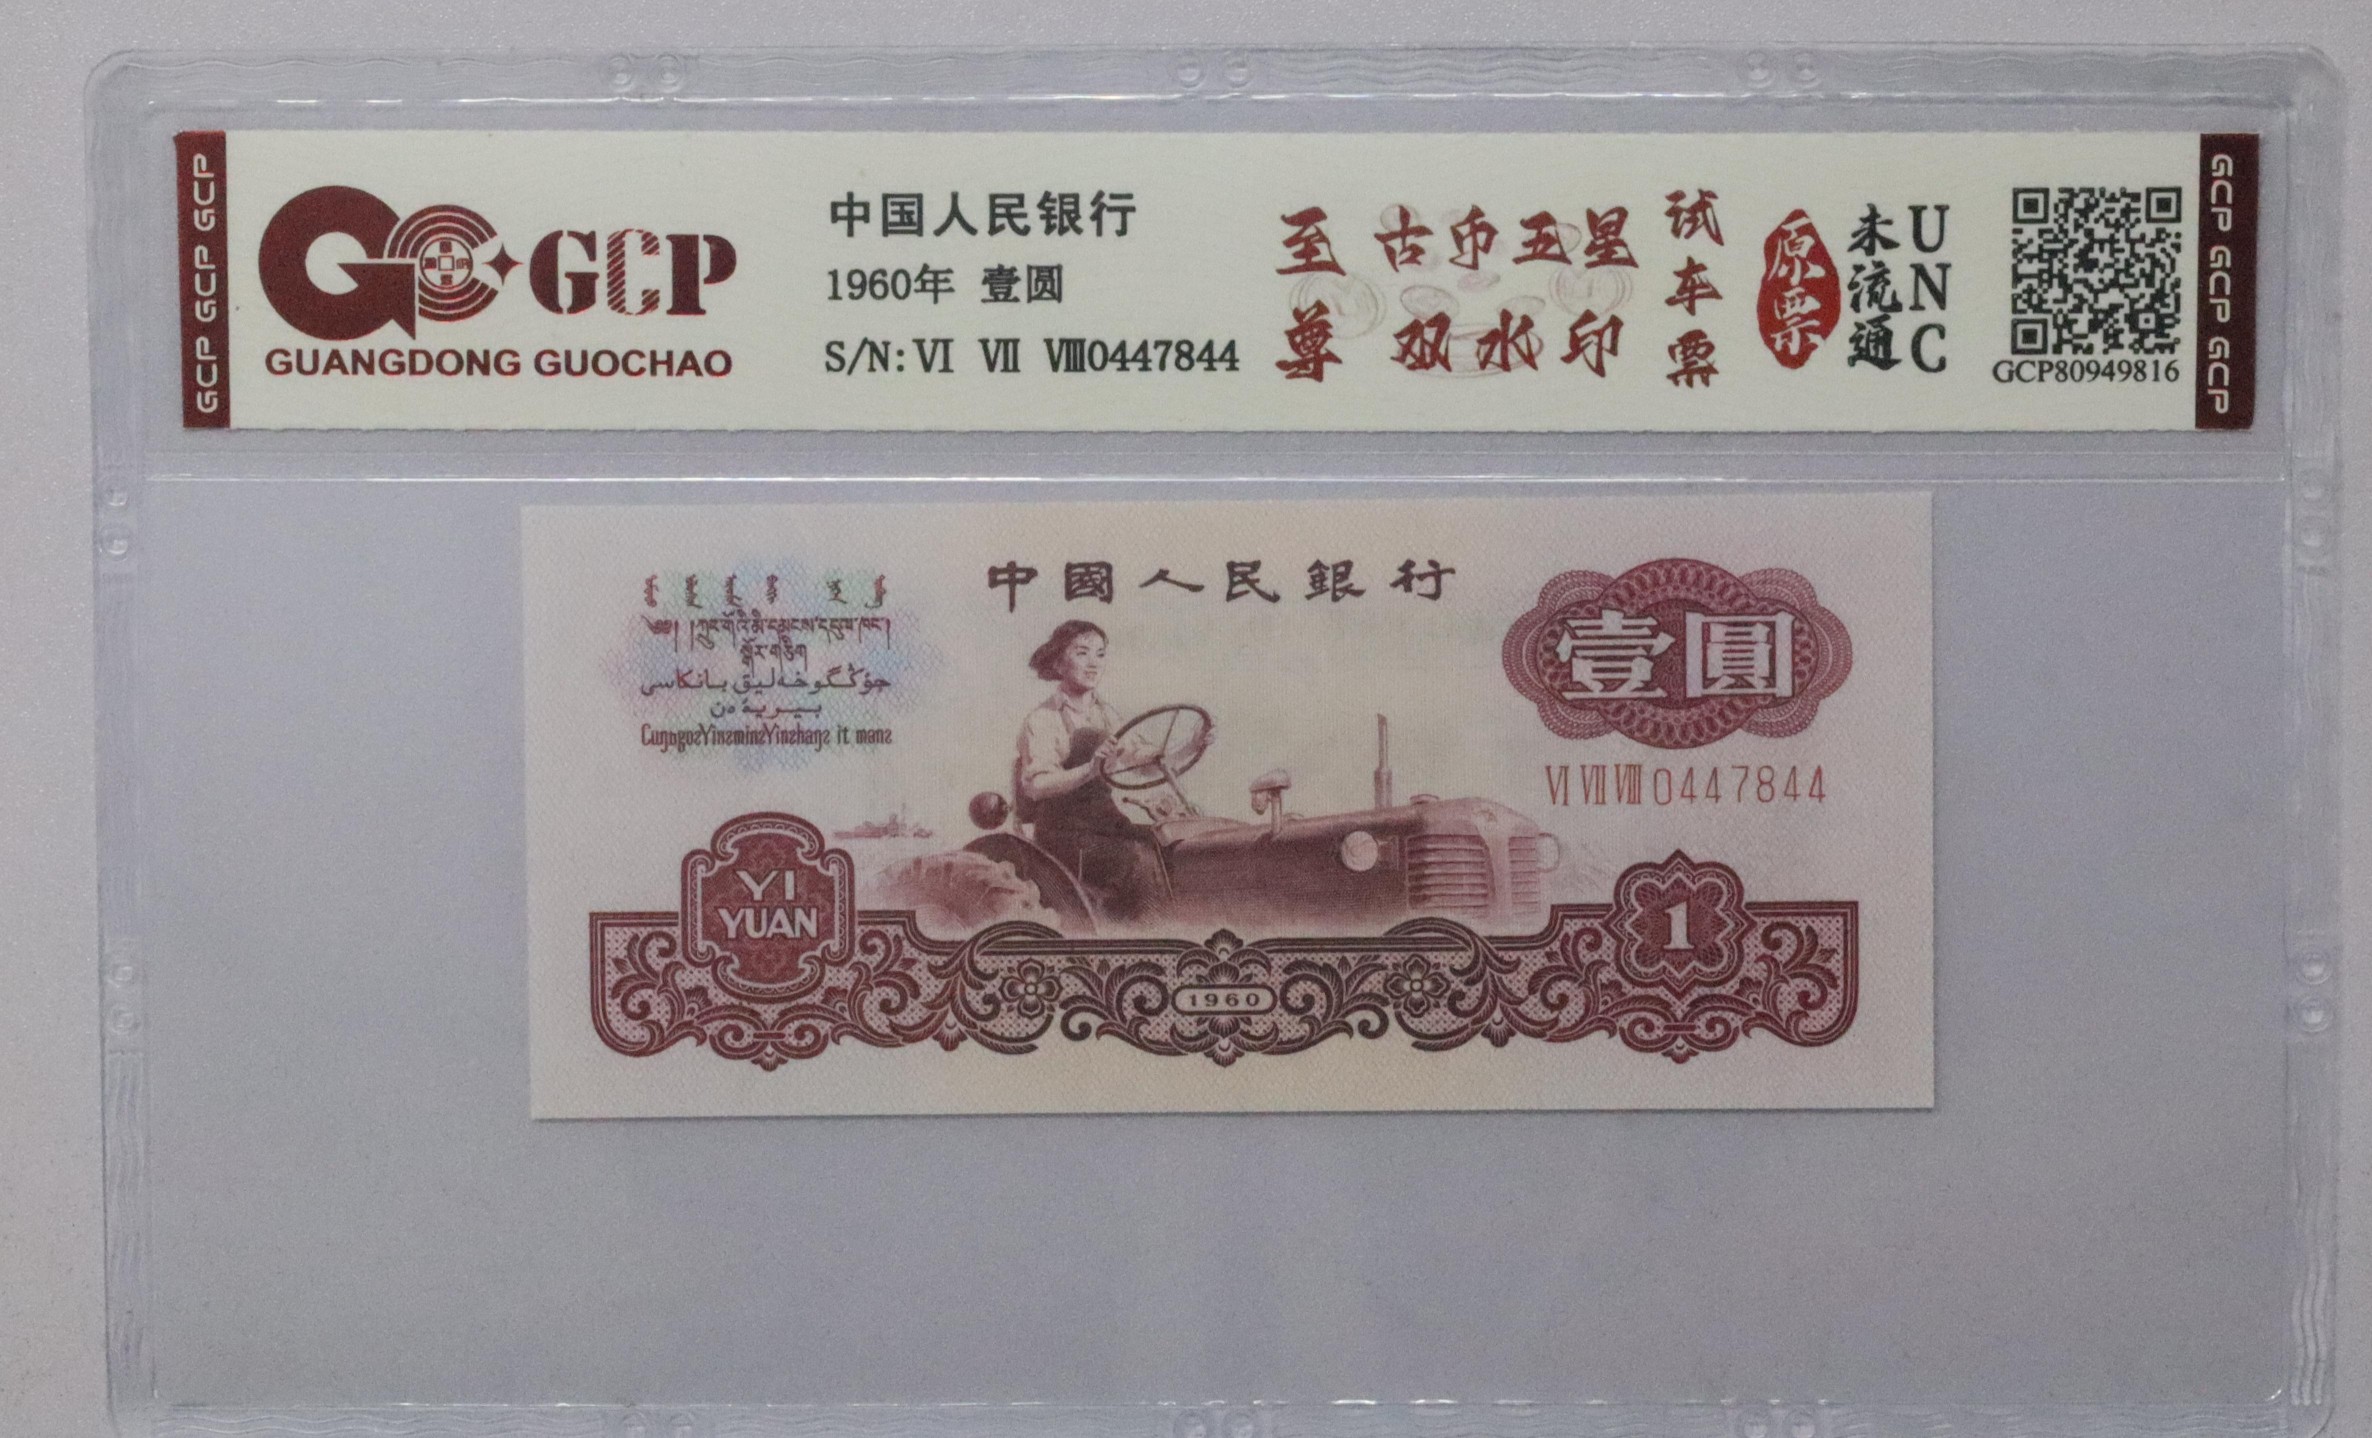 GCP GCP GCP
GCP
GUANGDONG GUOCHAO
中国人民银行
1960年 壹圆
S/N: VI VII VIII0447844
至尊
古币五星
双水印
试车票
原票
未流通
UNC
GCP80949816
GCP GCP GCP
中國人民銀行
壹圓
VI VII VIII 0447844
YI
YUAN
1960
1